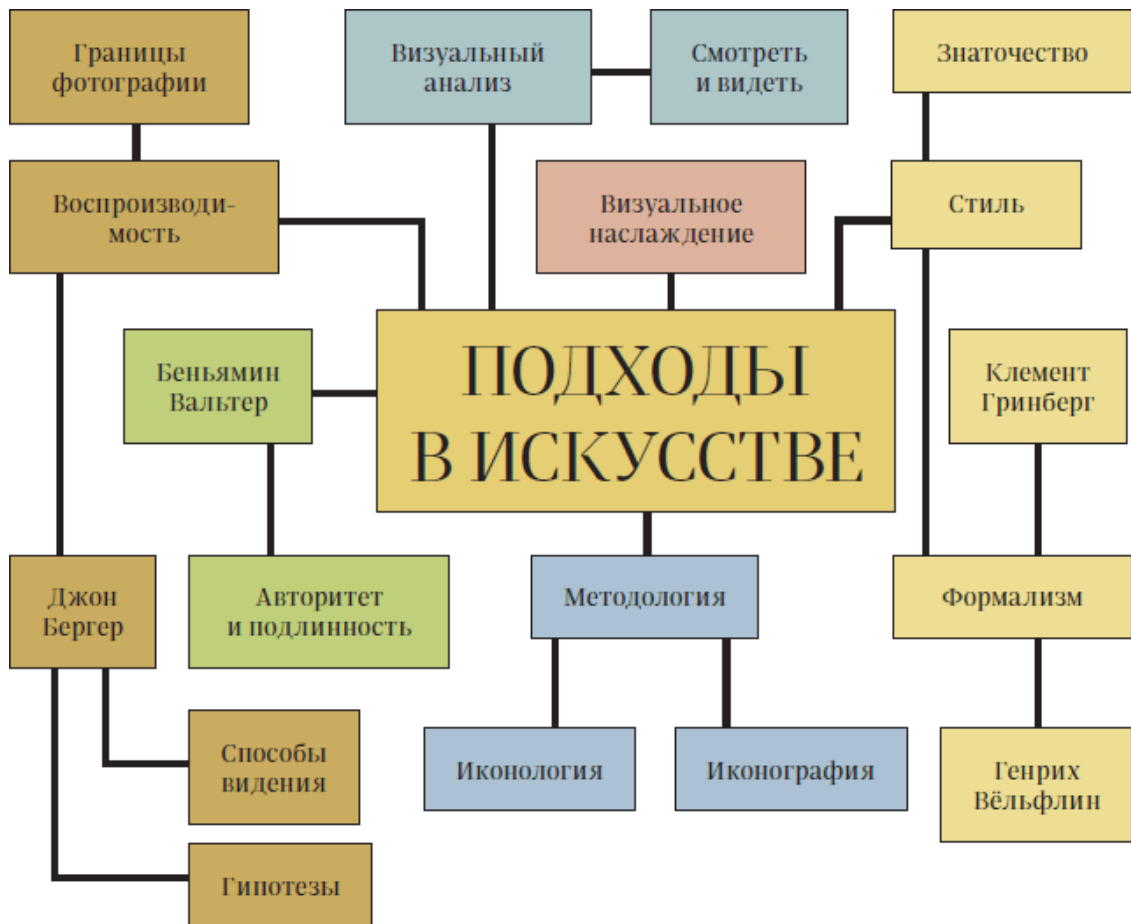 Границы
фотографии
Визуальный
анализ
Смотреть
и видеть
Знаточество
Воспроизводи-
мость
Визуальное
наслаждение
Стиль
Беньямин
Вальтер
ПОДХОДЫ
В ИСКУССТВЕ
Клемент
Гринберг
Джон
Бергер
Авторитет
и подлинность
Методология
Формализм
Способы
видения
Иконология
Иконография
Генрих
Вёльфлин
Гипотезы